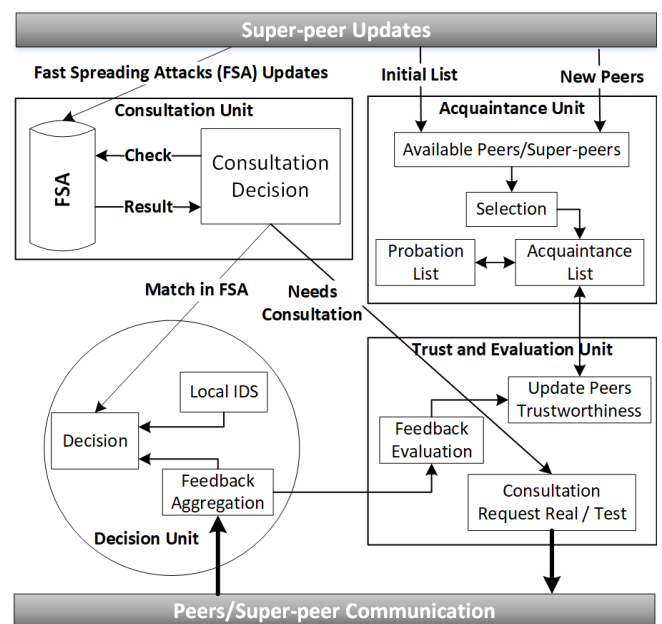 Super-peer Updates
Fast Spreading Attacks (FSA) Updates
Initial List
New Peers
Consultation Unit
FSA
Check
Result
Consultation
Decision
Acquaintance Unit
Available Peers/Super-peers
Selection
Probation
List
Acquaintance
List
Match in FSA
Needs
Consultation
Trust and Evaluation Unit
Update Peers
Trustworthiness
Feedback
Evaluation
Consultation
Request Real / Test
Local IDS
Decision
Feedback
Aggregation
Decision Unit
Peers/Super-peer Communication